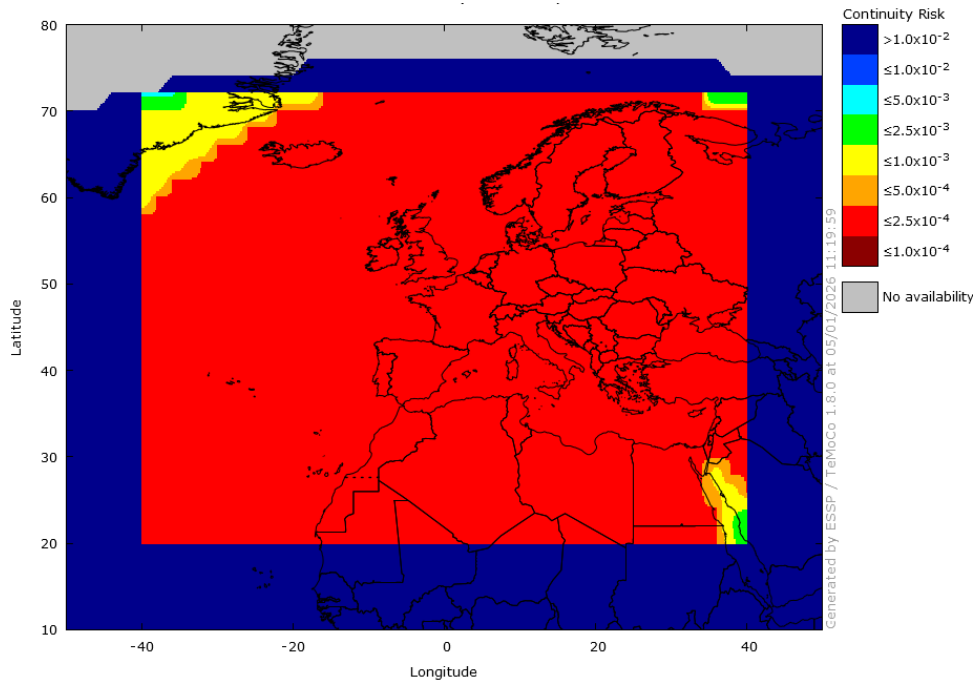 Continuity Risk
>1.0x10⁻²
≤1.0x10⁻²
≤5.0x10⁻³
≤2.5x10⁻³
≤1.0x10⁻³
≤5.0x10⁻⁴
≤2.5x10⁻⁴
≤1.0x10⁻⁴
No availability
80
70
60
50
40
30
20
10
Latitude
-40
-20
0
20
40
Longitude
Generated by ESSP / TeMoCo 1.8.0 at 05/01/2026 11:19:59